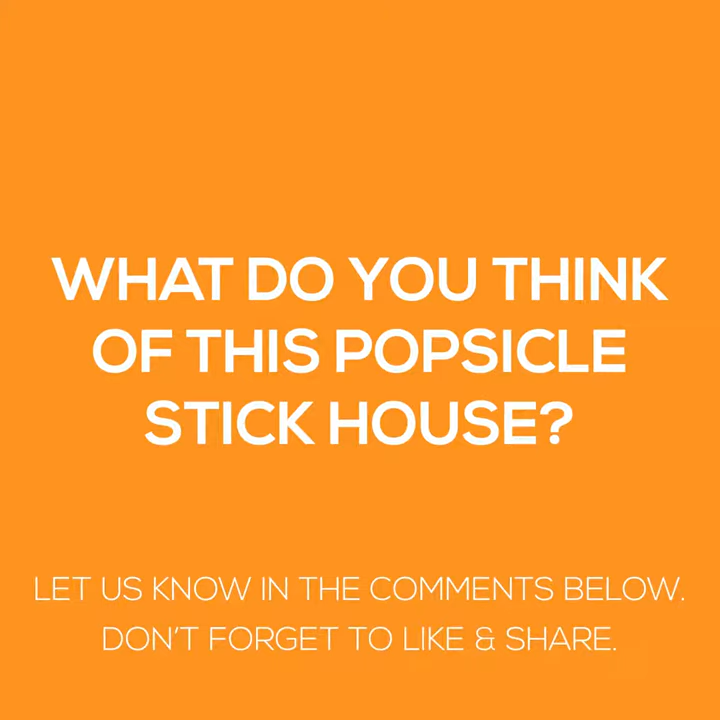 WHAT DO YOU THINK
OF THIS POPSICLE
STICK HOUSE?
LET US KNOW IN THE COMMENTS BELOW.
DON'T FORGET TO LIKE & SHARE.